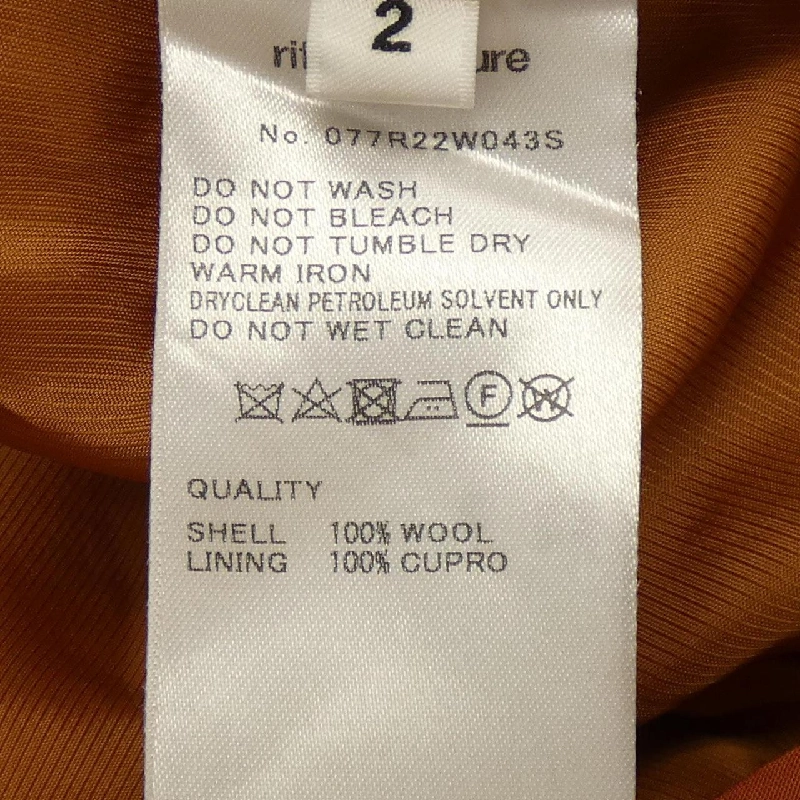 2
No. 077R22W043S
DO NOT WASH
DO NOT BLEACH
DO NOT TUMBLE DRY
WARM IRON
DRYCLEAN PETROLEUM SOLVENT ONLY
DO NOT WET CLEAN
F W
QUALITY
SHELL 100% WOOL
LINING 100% CUPRO